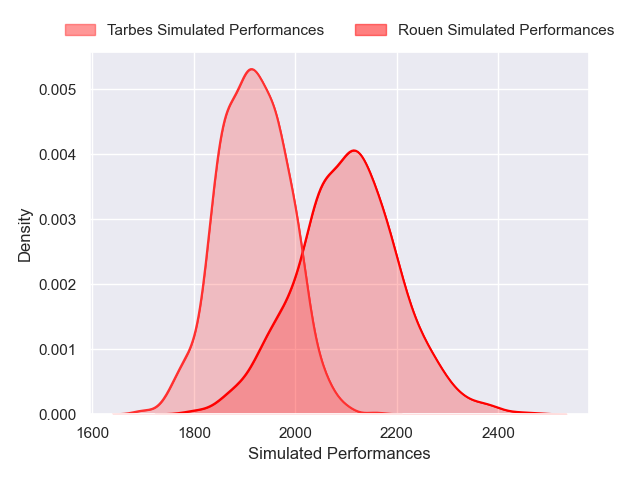 Tarbes Simulated Performances Rouen Simulated Performances
0.005
0.004
0.003
0.002
0.001
0.000
Density
1600 1800 2000 2200 2400
Simulated Performances